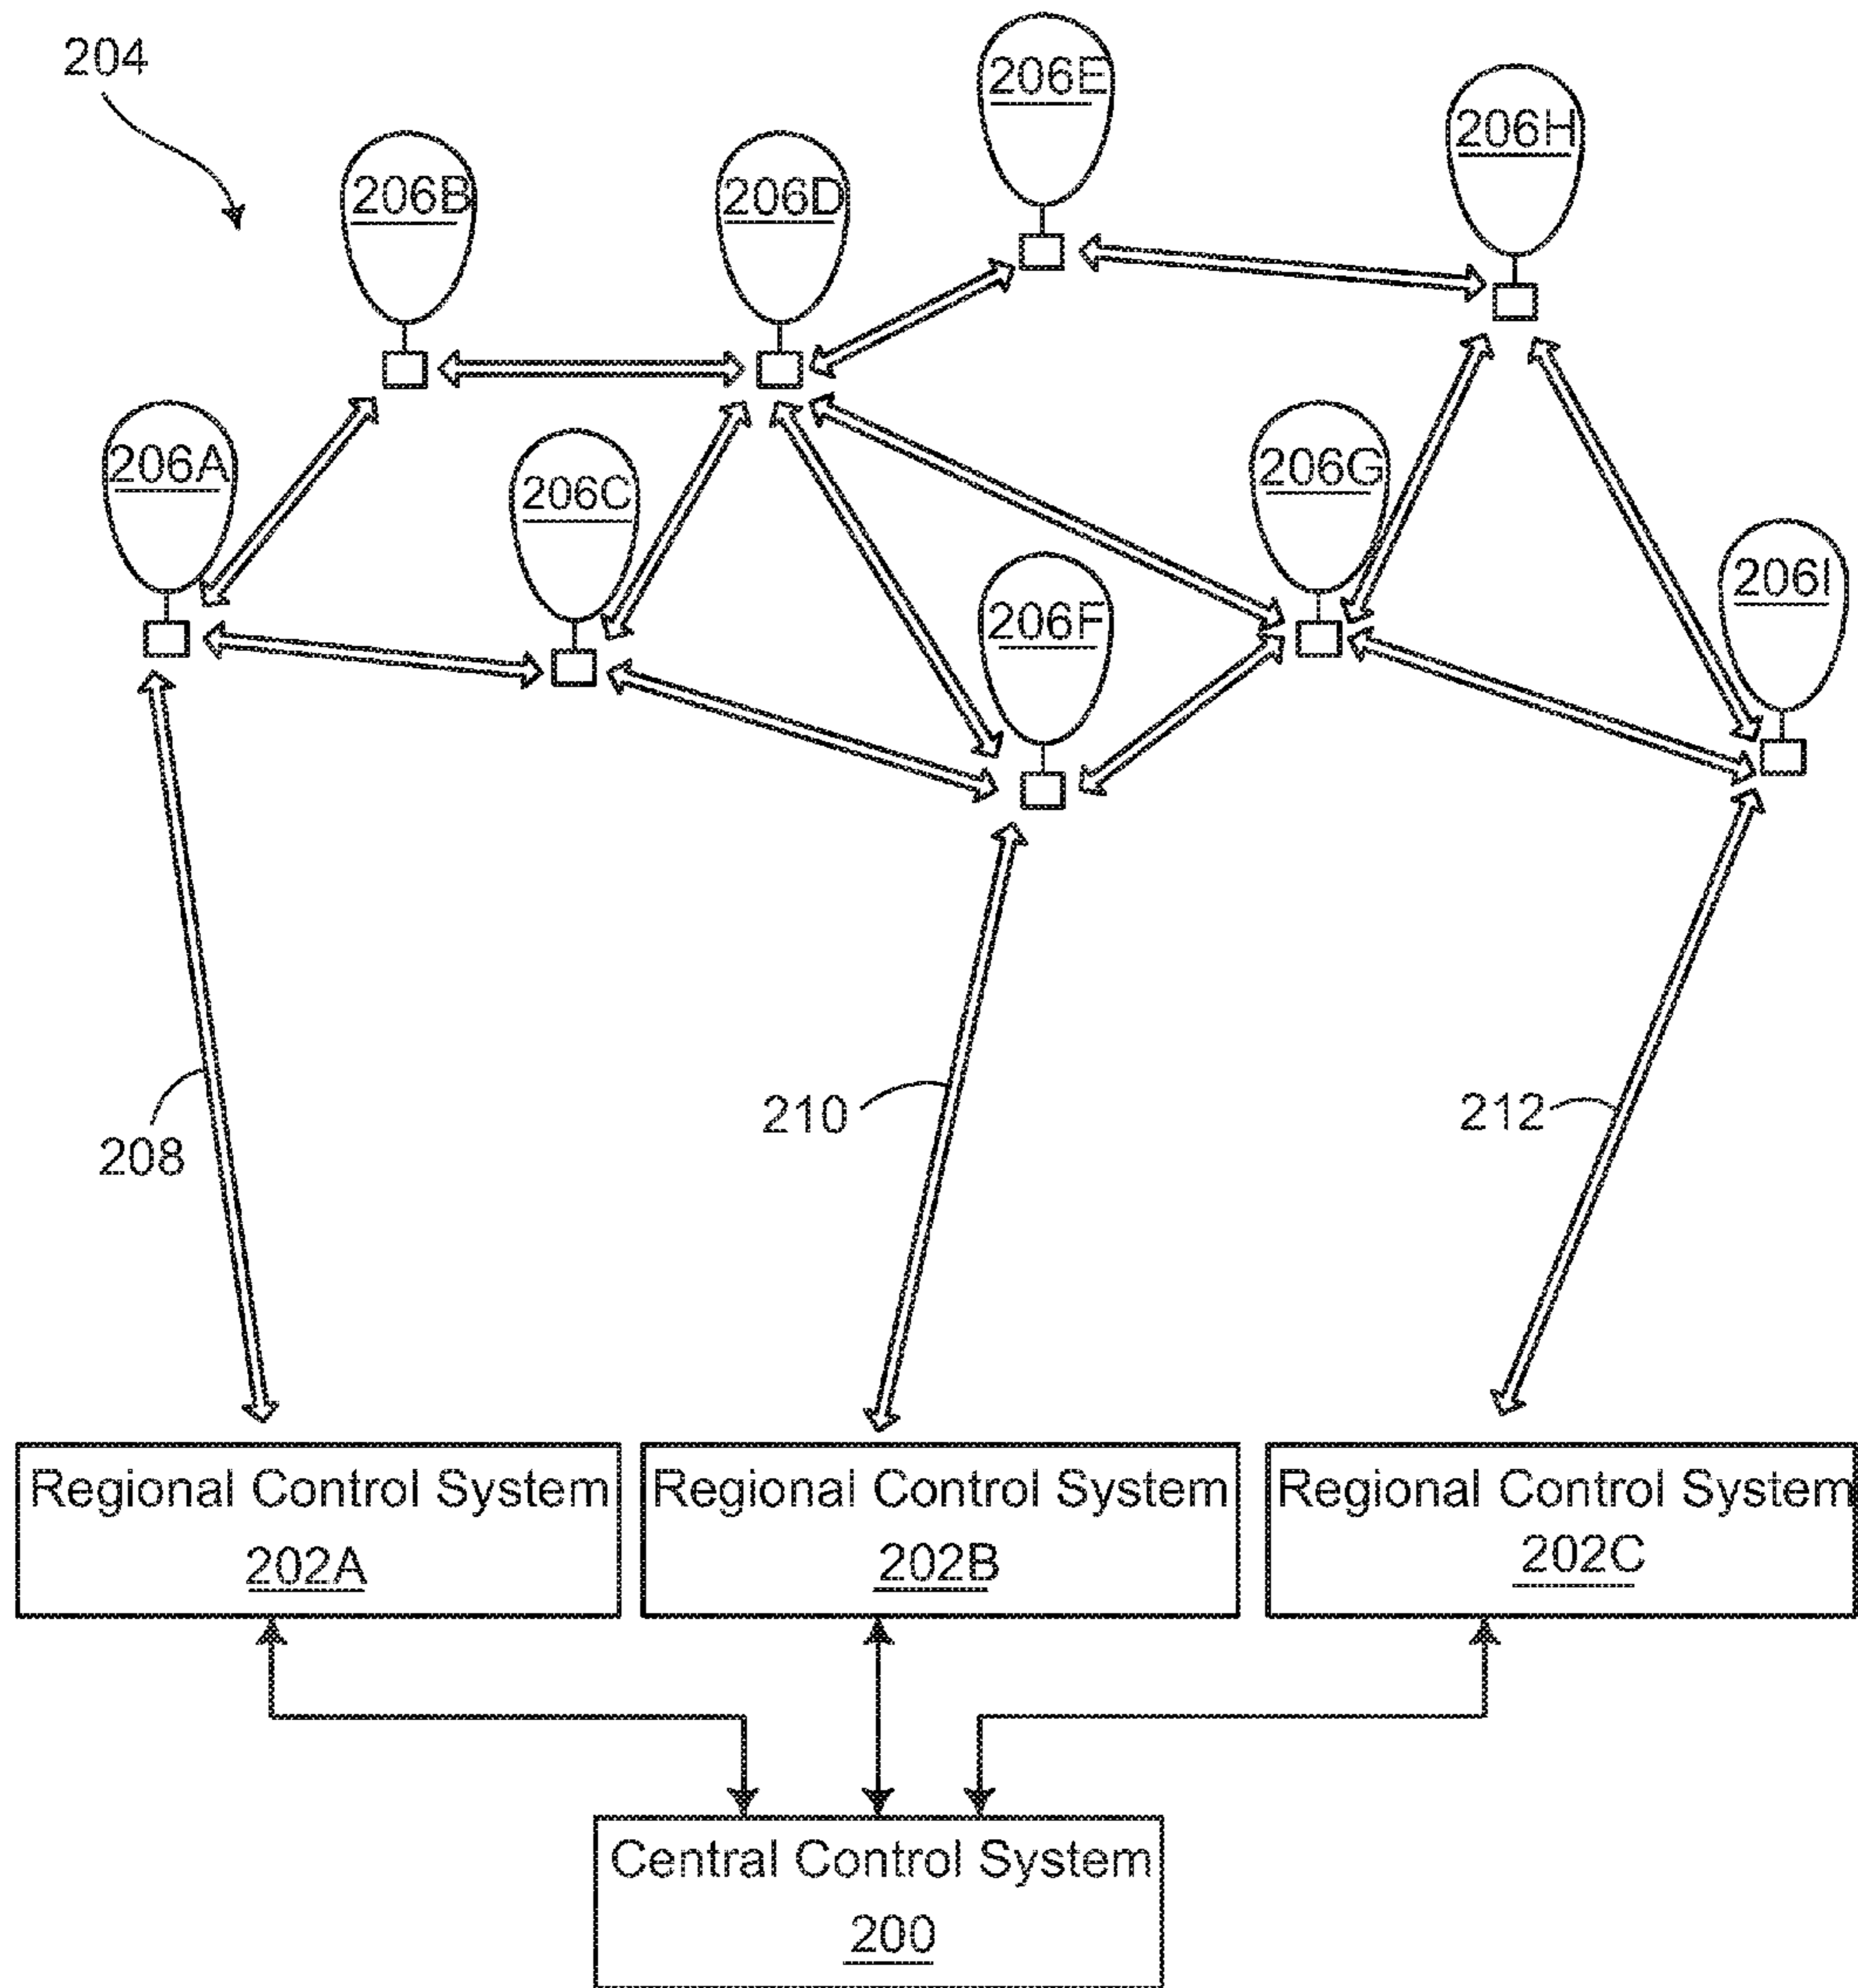 204
206E
206H
206B
206D
206A
206C
206G
206F
206I
208
210
212
Regional Control System
202A
Regional Control System
202B
Regional Control System
202C
Central Control System
200